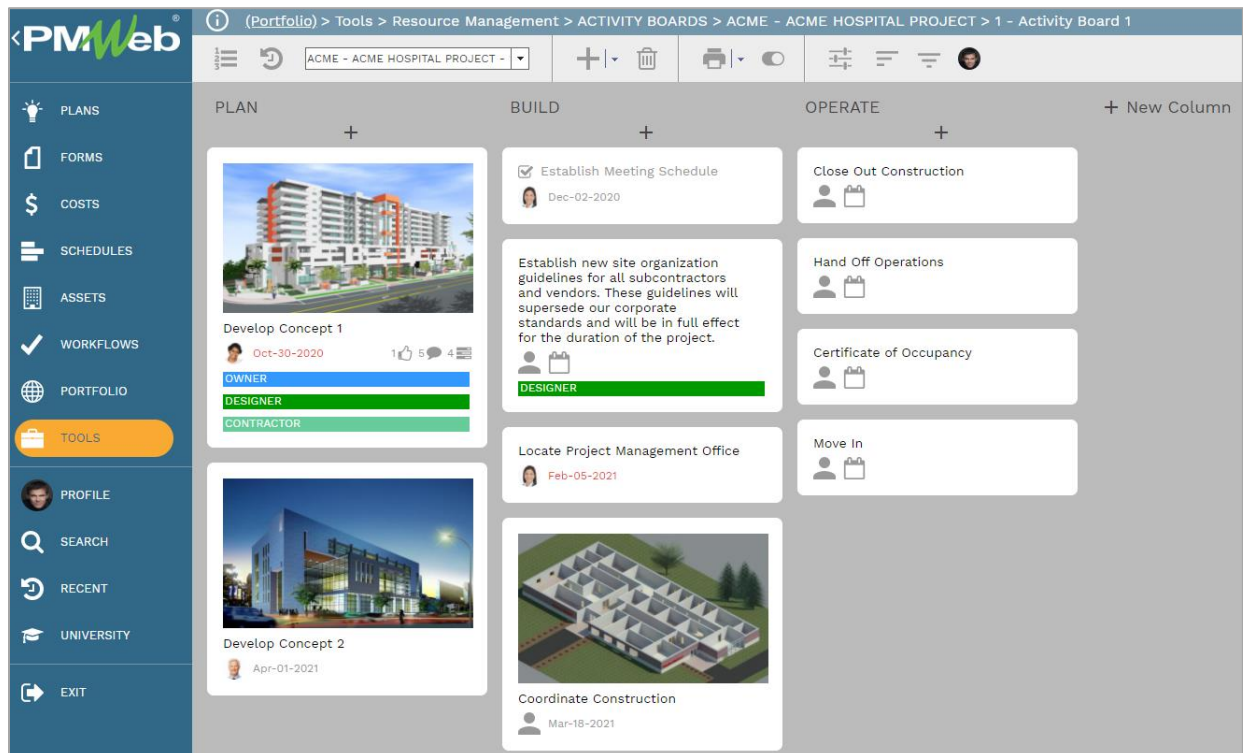 PMWeb®
(Portfolio) > Tools > Resource Management > ACTIVITY BOARDS > ACME - ACME HOSPITAL PROJECT > 1 - Activity Board 1
ACME - ACME HOSPITAL PROJECT -
PLANS
FORMS
COSTS
SCHEDULES
ASSETS
WORKFLOWS
PORTFOLIO
TOOLS
PROFILE
SEARCH
RECENT
UNIVERSITY
EXIT
PLAN
Develop Concept 1
Oct-30-2020 1 5 4
OWNER
DESIGNER
CONTRACTOR
Develop Concept 2
Apr-01-2021
BUILD
Establish Meeting Schedule
Dec-02-2020
Establish new site organization
guidelines for all subcontractors
and vendors. These guidelines will
supersede our corporate
standards and will be in full effect
for the duration of the project.
DESIGNER
Locate Project Management Office
Feb-05-2021
Coordinate Construction
Mar-18-2021
OPERATE
Close Out Construction
Hand Off Operations
Certificate of Occupancy
Move In
+ New Column